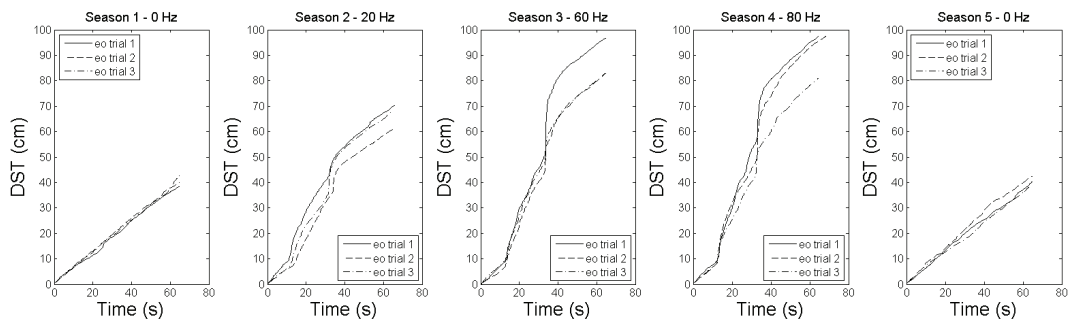 Season 1 - 0 Hz
100
90
80
70
60
50
40
30
20
10
0
DST (cm)
eo trial 1
eo trial 2
eo trial 3
0 20 40 60 80
Time (s)
Season 2 - 20 Hz
100
90
80
70
60
50
40
30
20
10
0
DST (cm)
eo trial 1
eo trial 2
eo trial 3
0 20 40 60 80
Time (s)
Season 3 - 60 Hz
100
90
80
70
60
50
40
30
20
10
0
DST (cm)
eo trial 1
eo trial 2
eo trial 3
0 20 40 60 80
Time (s)
Season 4 - 80 Hz
100
90
80
70
60
50
40
30
20
10
0
DST (cm)
eo trial 1
eo trial 2
eo trial 3
0 20 40 60 80
Time (s)
Season 5 - 0 Hz
100
90
80
70
60
50
40
30
20
10
0
DST (cm)
eo trial 1
eo trial 2
eo trial 3
0 20 40 60 80
Time (s)